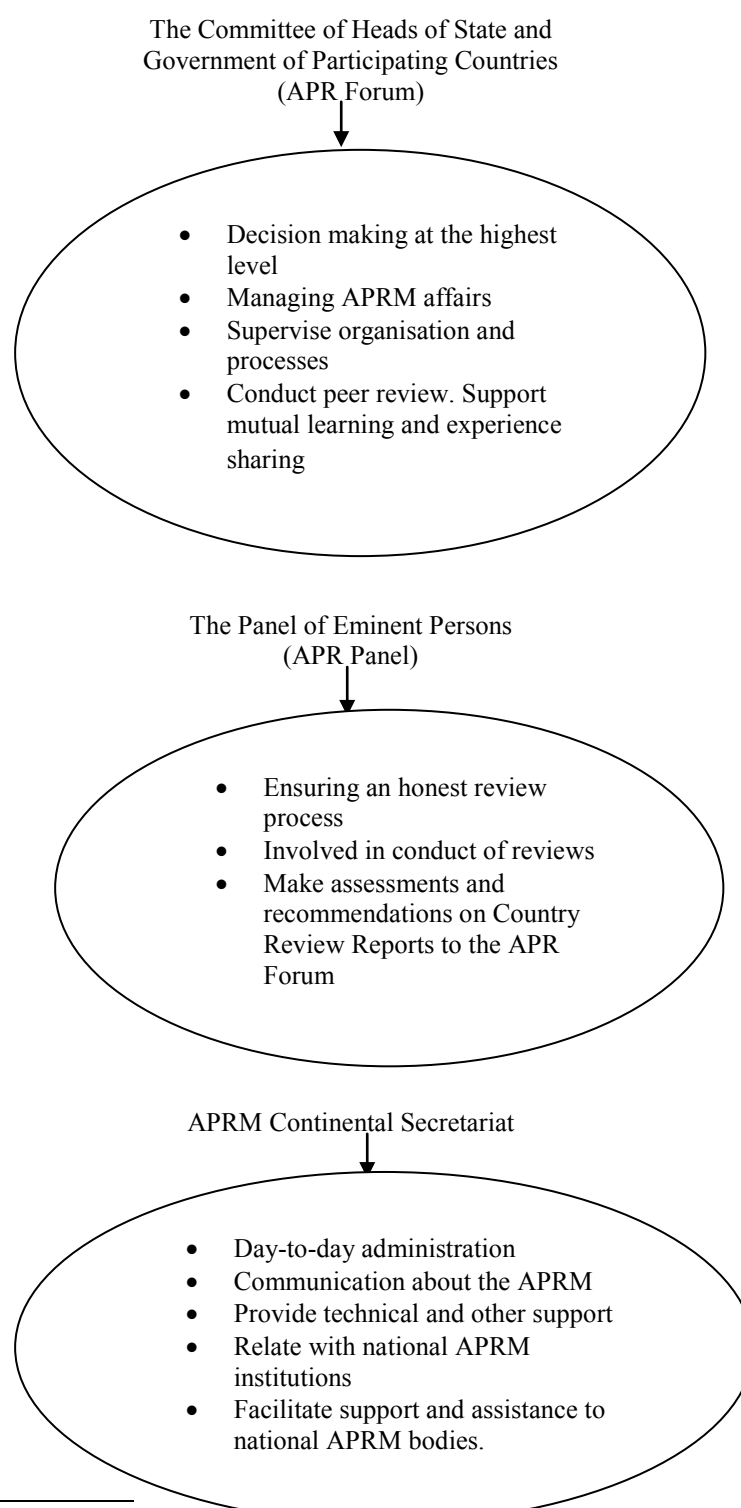 The Committee of Heads of State and
Government of Participating Countries
(APR Forum)
• Decision making at the highest
level
• Managing APRM affairs
• Supervise organisation and
processes
• Conduct peer review. Support
mutual learning and experience
sharing
The Panel of Eminent Persons
(APR Panel)
• Ensuring an honest review
process
• Involved in conduct of reviews
• Make assessments and
recommendations on Country
Review Reports to the APR
Forum
APRM Continental Secretariat
• Day-to-day administration
• Communication about the APRM
• Provide technical and other support
• Relate with national APRM
institutions
• Facilitate support and assistance to
national APRM bodies.